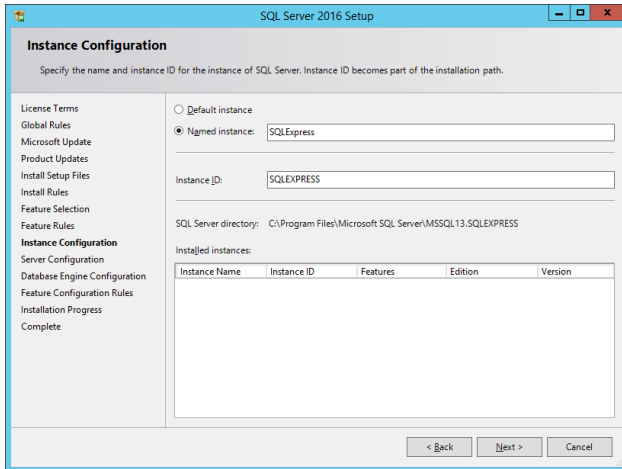 SQL Server 2016 Setup
Instance Configuration
Specify the name and instance ID for the instance of SQL Server. Instance ID becomes part of the installation path.
License Terms
Global Rules
Microsoft Update
Product Updates
Install Setup Files
Install Rules
Feature Selection
Feature Rules
Instance Configuration
Server Configuration
Database Engine Configuration
Feature Configuration Rules
Installation Progress
Complete
Default instance
Named instance: SQLExpress
Instance ID: SQLEXPRESS
SQL Server directory: C:\Program Files\Microsoft SQL Server\MSSQL13.SQLEXPRESS
Installed instances:
Instance Name Instance ID Features Edition Version
< Back Next > Cancel